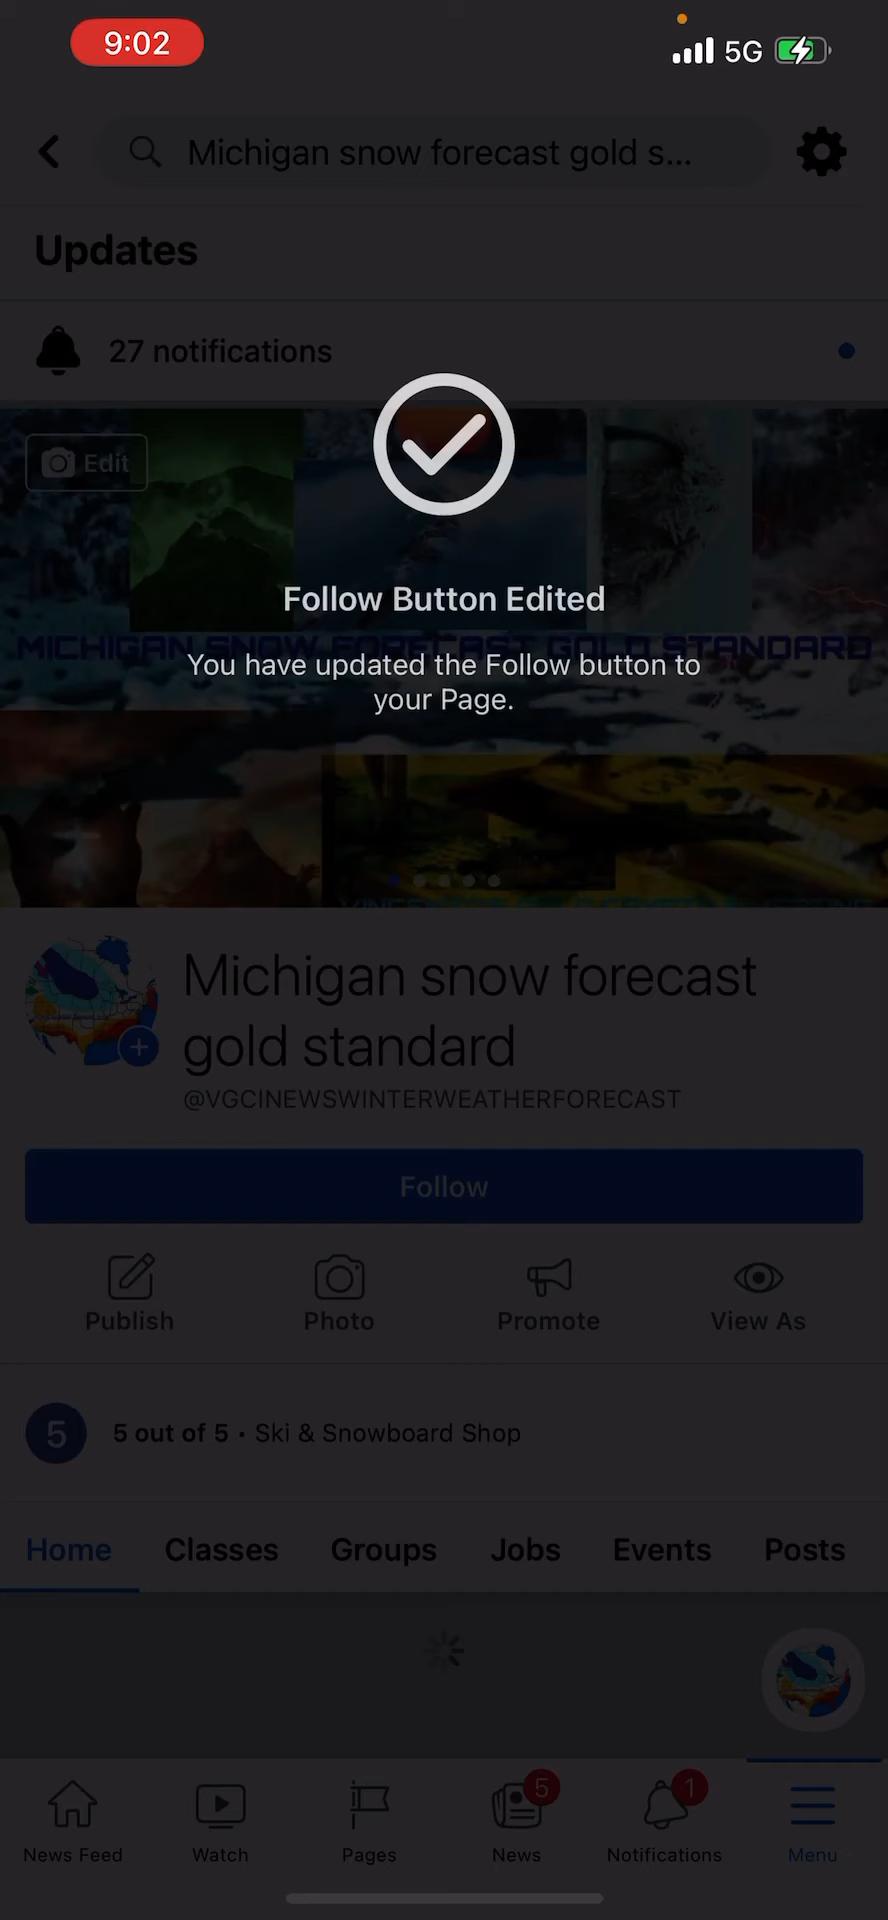 9:02
5G
Michigan snow forecast gold s...
Updates
27 notifications
Edit
Follow Button Edited
MICHIGAN SNOW FORECAST GOLD STANDARD
You have updated the Follow button to
your Page.
Michigan snow forecast
gold standard
@VGCINEWSWINTERWEATHERFORECAST
Follow
Publish
Photo
Promote
View As
5
5 out of 5 · Ski & Snowboard Shop
Home
Classes
Groups
Jobs
Events
Posts
5
1
News Feed
Watch
Pages
News
Notifications
Menu